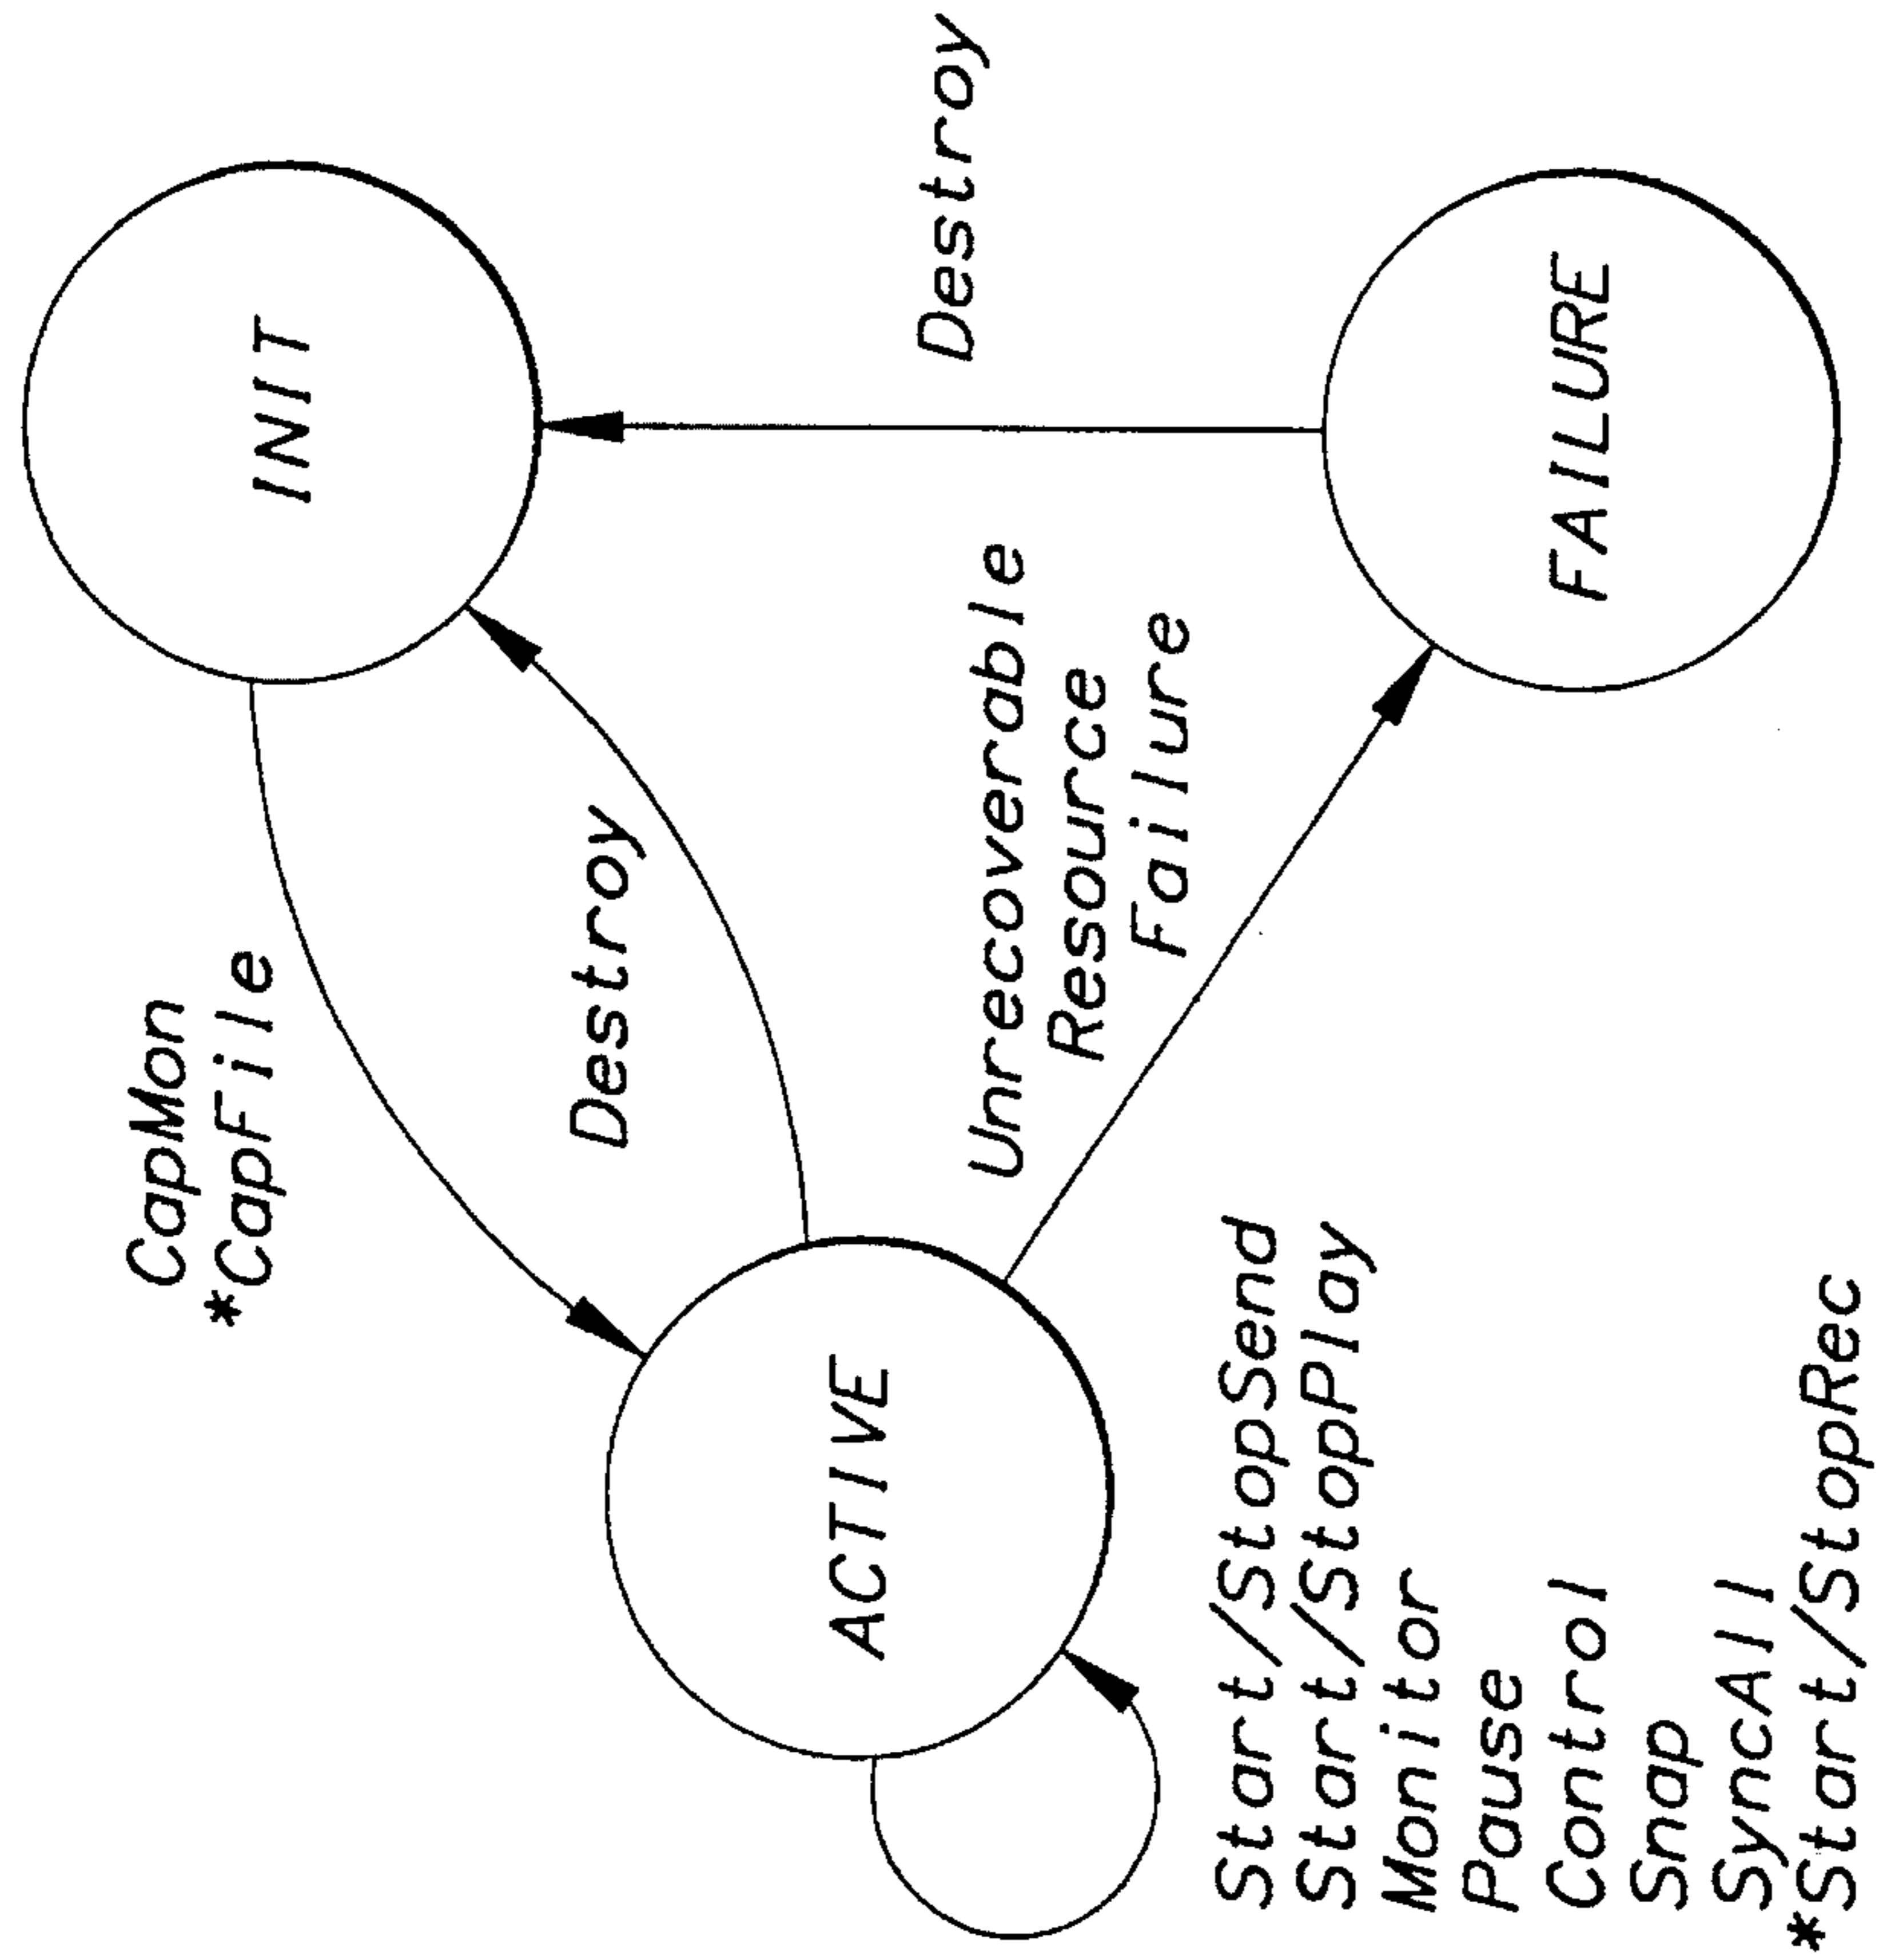 CapMon
*CapFile
INIT
Destroy
ACTIVE
Unrecoverable
Resource
Failure
Destroy
FAILURE
Start/StopSend
Start/StopPlay
Monitor
Pause
Control
Snap
SyncAll
*Start/StopRec